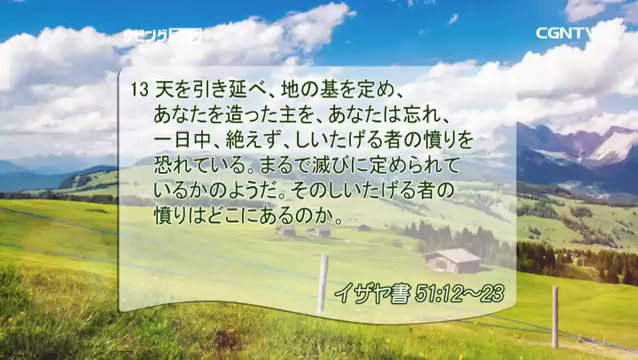 CGNTV
13 天を引き延べ、地の基を定め、
あなたを造った主を、あなたは忘れ、
一日中、絶えず、しいたげる者の憤りを
恐れている。まるで滅びに定められて
いるかのようだ。そのしいたげる者の
憤りはどこにあるのか。
イザヤ書 51:12～23